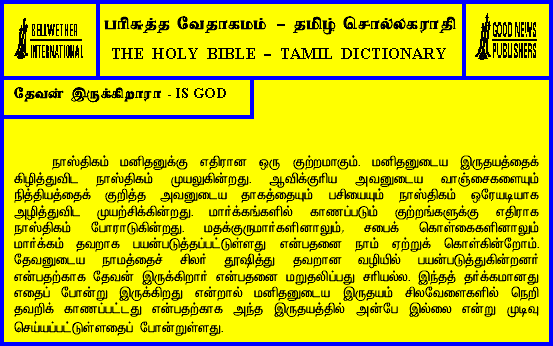 BELLWETHER
INTERNATIONAL
பரிசுத்த வேதாகமம் – தமிழ் சொல்லகராதி
THE HOLY BIBLE – TAMIL DICTIONARY
GOOD NEWS
PUBLISHERS
தேவன் இருக்கிறாரா - IS GOD
நாஸ்திகம் மனிதனுக்கு எதிரான ஒரு குற்றமாகும். மனிதனுடைய இருதயத்தைக்
கிழித்துவிட நாஸ்திகம் முயலுகின்றது. ஆவிக்குரிய அவனுடைய வாஞ்சைகளையும்
நித்தியத்தைக் குறித்த அவனுடைய தாகத்தையும் பசியையும் நாஸ்திகம் ஒரேயடியாக
அழித்துவிட முயற்சிக்கின்றது. மார்க்கங்களில் காணப்படும் குற்றங்களுக்கு எதிராக
நாஸ்திகம் போராடுகின்றது. மதக்குருமார்களினாலும், சபைக் கொள்கைகளினாலும்
மார்க்கம் தவறாக பயன்படுத்தப்பட்டுள்ளது என்பதனை நாம் ஏற்றுக் கொள்கின்றோம்.
தேவனுடைய நாமத்தைச் சிலர் தூஷித்து தவறான வழியில் பயன்படுத்துகின்றனர்
என்பதற்காக தேவன் இருக்கிறார் என்பதனை மறுதலிப்பது சரியல்ல. இந்தத் தர்க்கமானது
எதைப் போன்று இருக்கிறது என்றால் மனிதனுடைய இருதயம் சிலவேளைகளில் நெறி
தவறிக் காணப்பட்டது என்பதற்காக அந்த இருதயத்தில் அன்பே இல்லை என்று முடிவு
செய்யப்பட்டுள்ளதைப் போன்றுள்ளது.